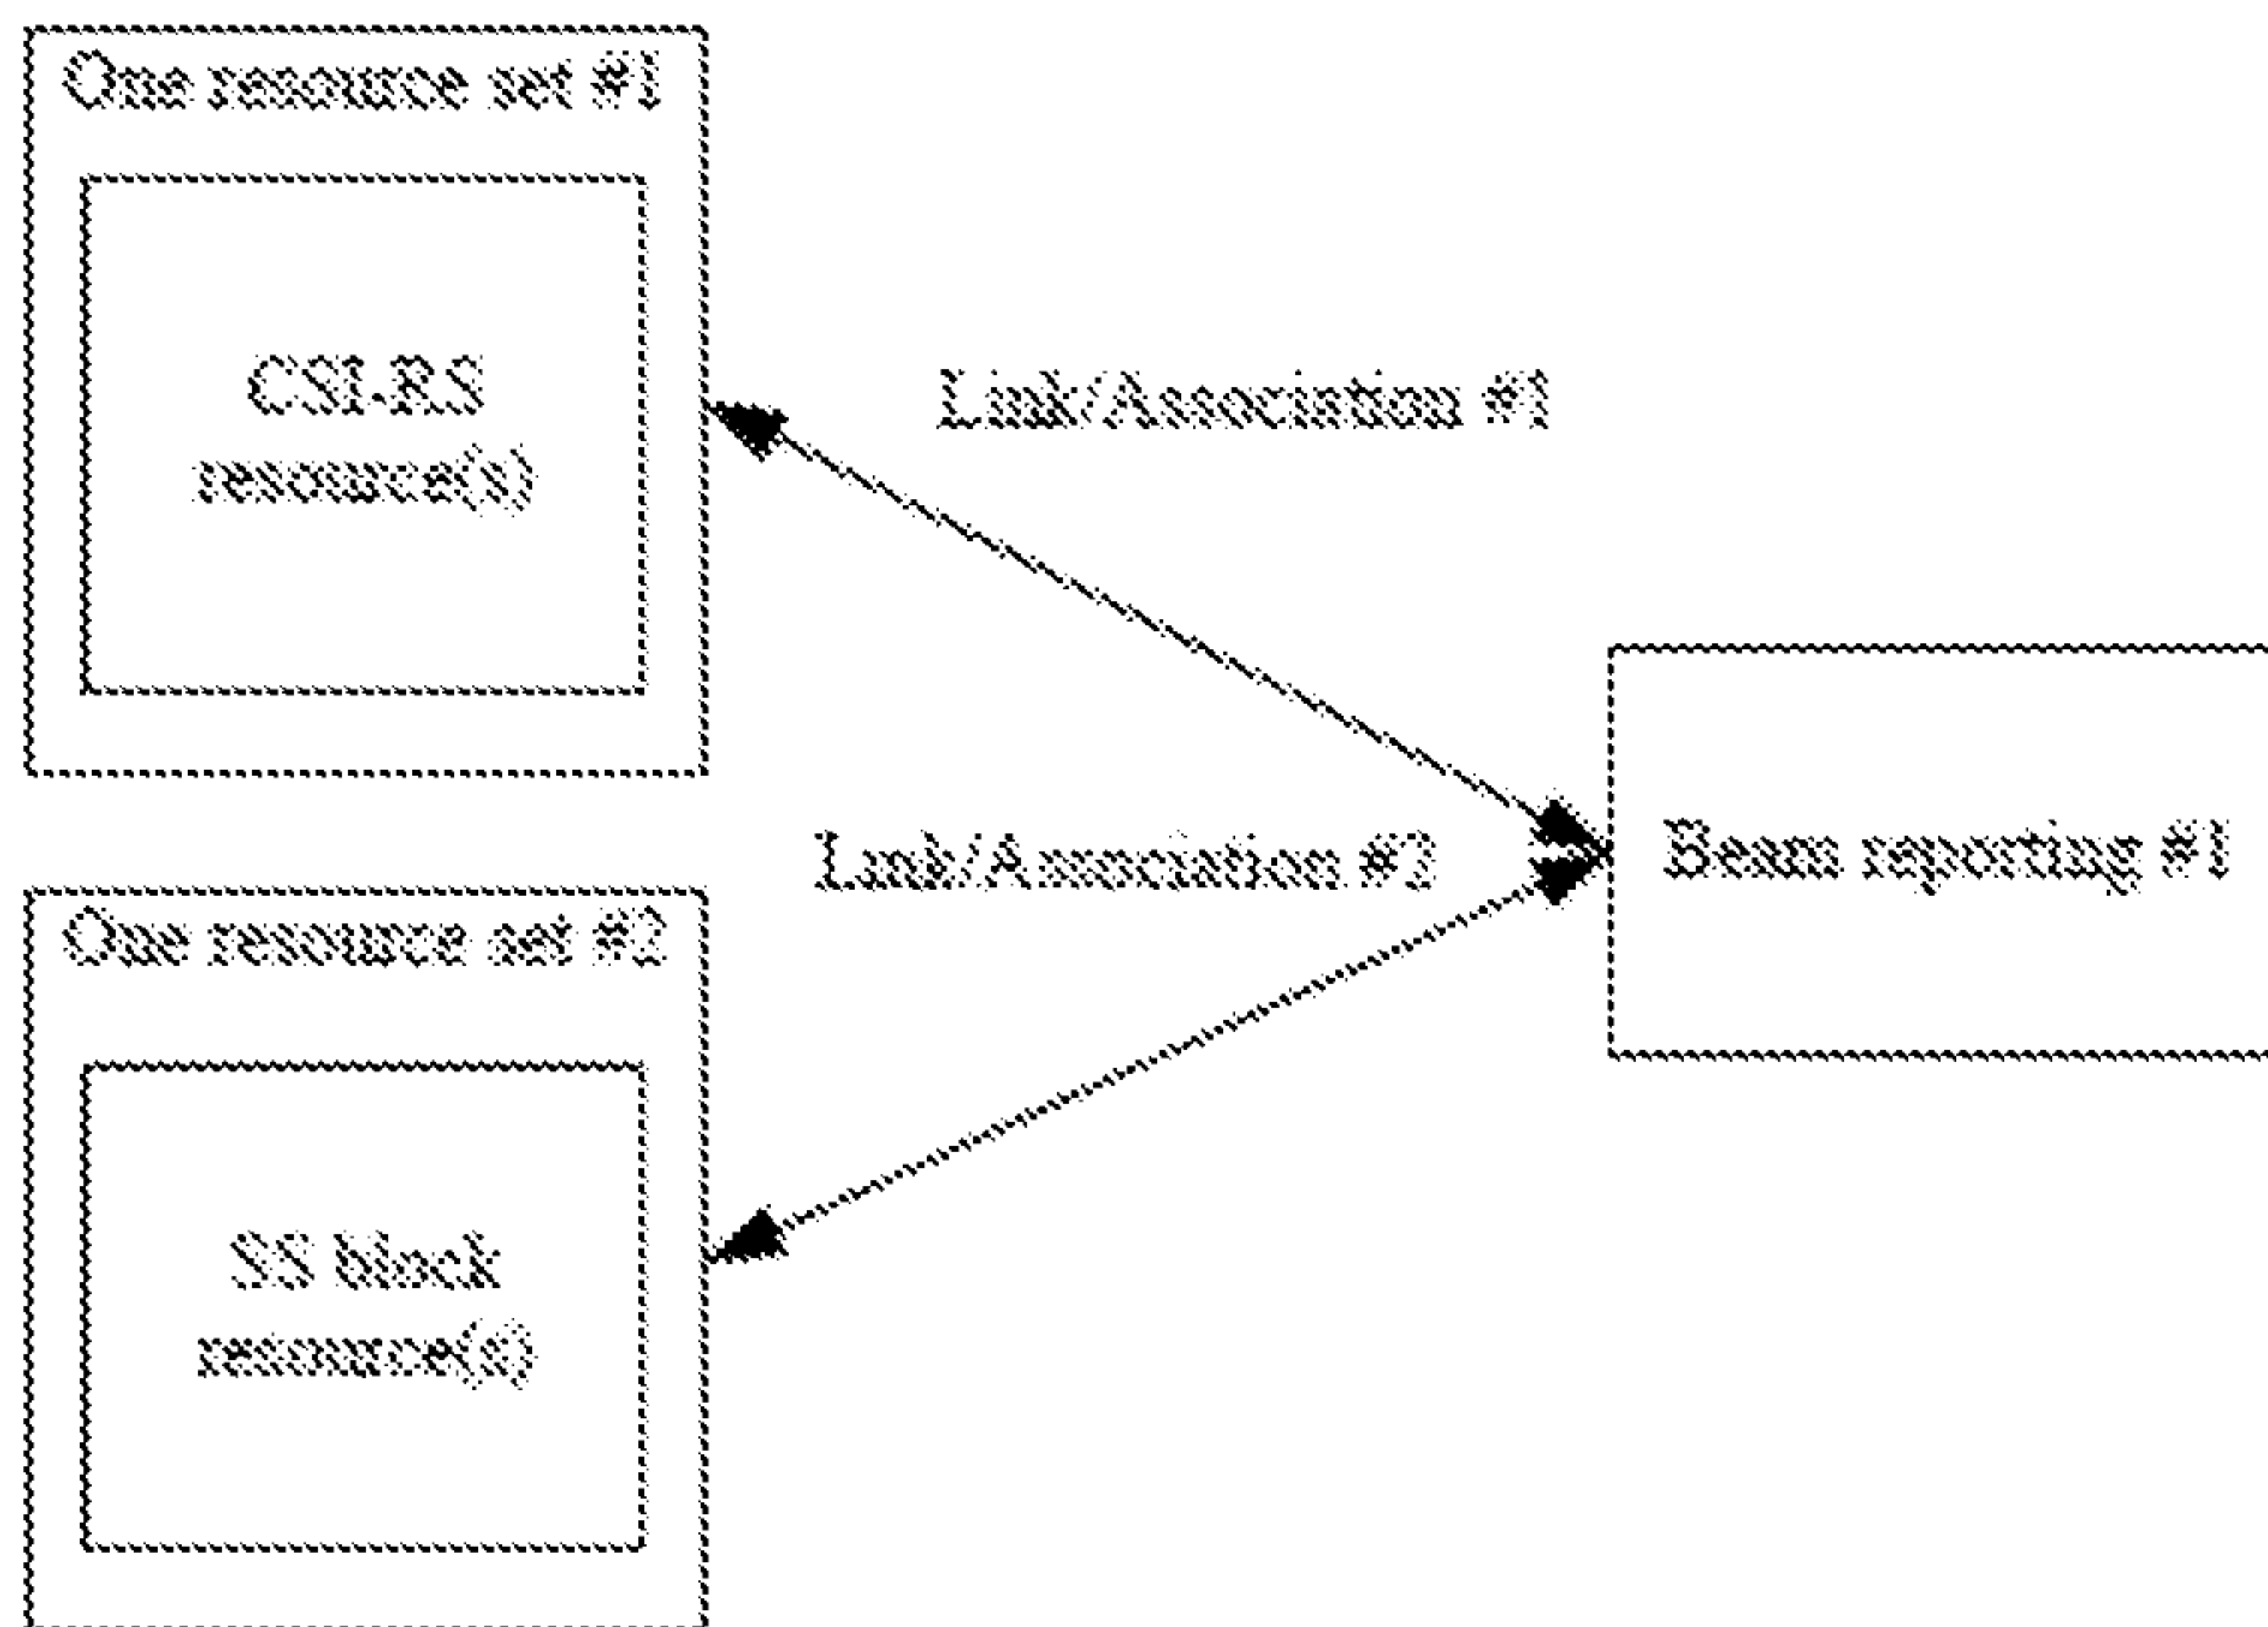 One resource set #1
CSI-RS
resource(s)
Link/Association #1
Link/Association #2
Beam reporting #1
One resource set #2
SS block
resource(s)